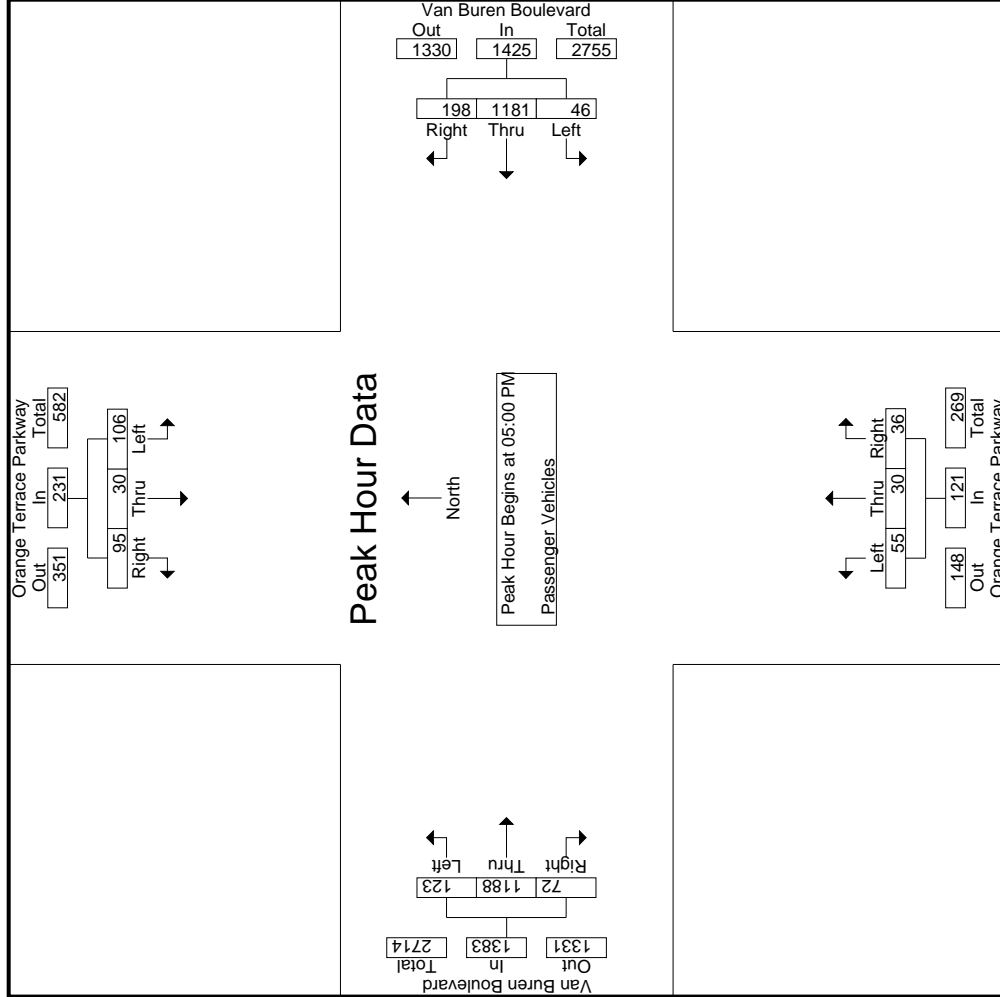 Van Buren Boulevard
Out In Total
1330 1425 2755
198 1181 46
Right Thru Left
Orange Terrace Parkway
Out In Total
351 231 582
95 30 106
Right Thru Left
Peak Hour Data
North
Peak Hour Begins at 05:00 PM
Passenger Vehicles
Left Thru Right
55 30 36
148 121 269
Out In Total
Orange Terrace Parkway
Left Thru Right
123 1188 72
2714 1383 1331
Total In Out
Van Buren Boulevard